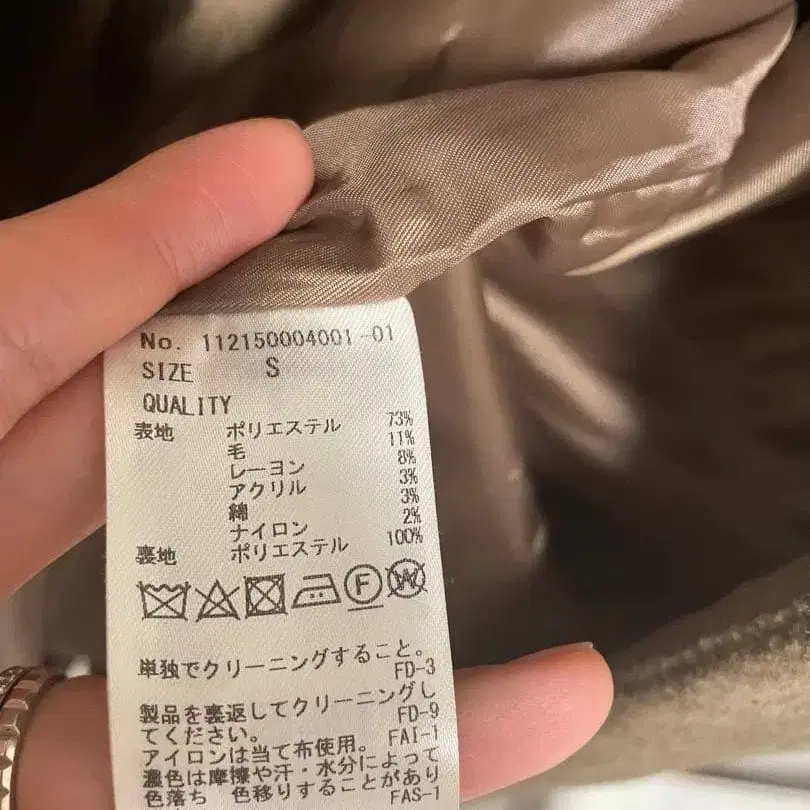 No. 112150004001-01
SIZE S
QUALITY
表地 ポリエステル 73%
毛 11%
レーヨン 8%
アクリル 3%
綿 3%
ナイロン 2%
裏地 ポリエステル 100%
F W
単独でクリーニングすること。
FD-3
製品を裏返してクリーニングし
FD-9
てください。
アイロンは当て布使用。 FAI-1
濃色は摩擦や汗・水分によって
色落ち 色移りすることがあり
FAS-1